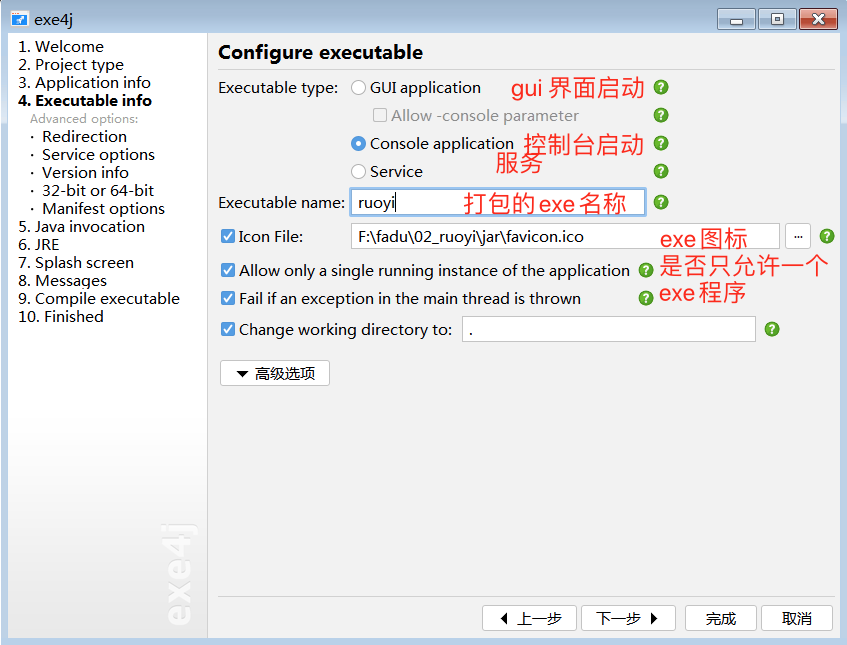 exe4j
1. Welcome
2. Project type
3. Application info
4. Executable info
Advanced options:
· Redirection
· Service options
· Version info
· 32-bit or 64-bit
· Manifest options
5. Java invocation
6. JRE
7. Splash screen
8. Messages
9. Compile executable
10. Finished
exe4j
Configure executable
Executable type: GUI application gui 界面启动
Allow -console parameter
Console application 控制台启动
Service 服务
Executable name: ruoyi 打包的exe名称
Icon File: F:\fadu\02_ruoyi\jar\favicon.ico ... exe图标
Allow only a single running instance of the application 是否只允许一个
Fail if an exception in the main thread is thrown exe程序
Change working directory to: .
高级选项
上一步 下一步 完成 取消